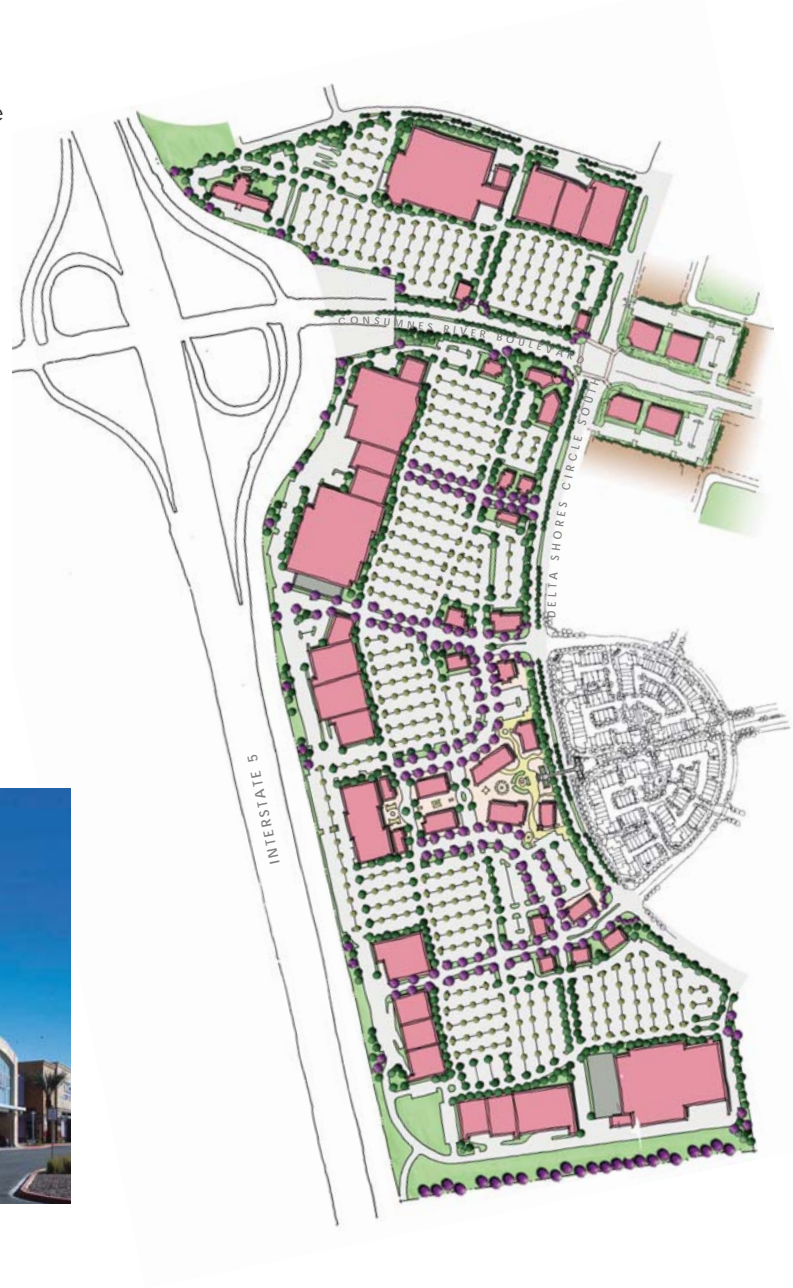 e
CONSUMNES RIVER BOULEVARD
DELTA SHORES CIRCLE SOUTH
INTERSTATE 5